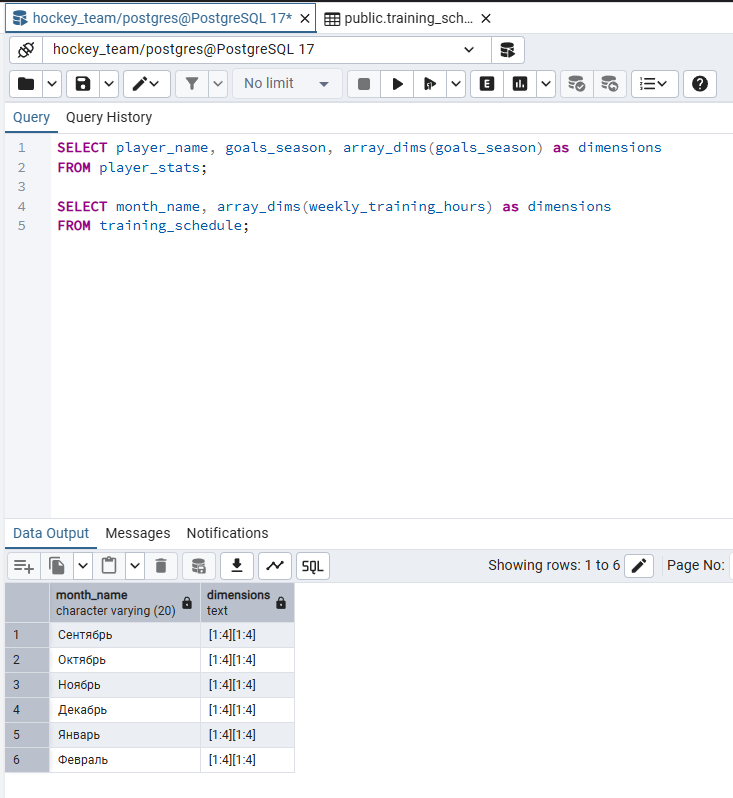 hockey_team/postgres@PostgreSQL 17* public.training_sch...
hockey_team/postgres@PostgreSQL 17
No limit E
Query Query History
1 SELECT player_name, goals_season, array_dims(goals_season) as dimensions
2 FROM player_stats;
3
4 SELECT month_name, array_dims(weekly_training_hours) as dimensions
5 FROM training_schedule;
Data Output Messages Notifications
SQL Showing rows: 1 to 6 Page No:
month_name dimensions
character varying (20) text
1 Сентябрь [1:4][1:4]
2 Октябрь [1:4][1:4]
3 Ноябрь [1:4][1:4]
4 Декабрь [1:4][1:4]
5 Январь [1:4][1:4]
6 Февраль [1:4][1:4]